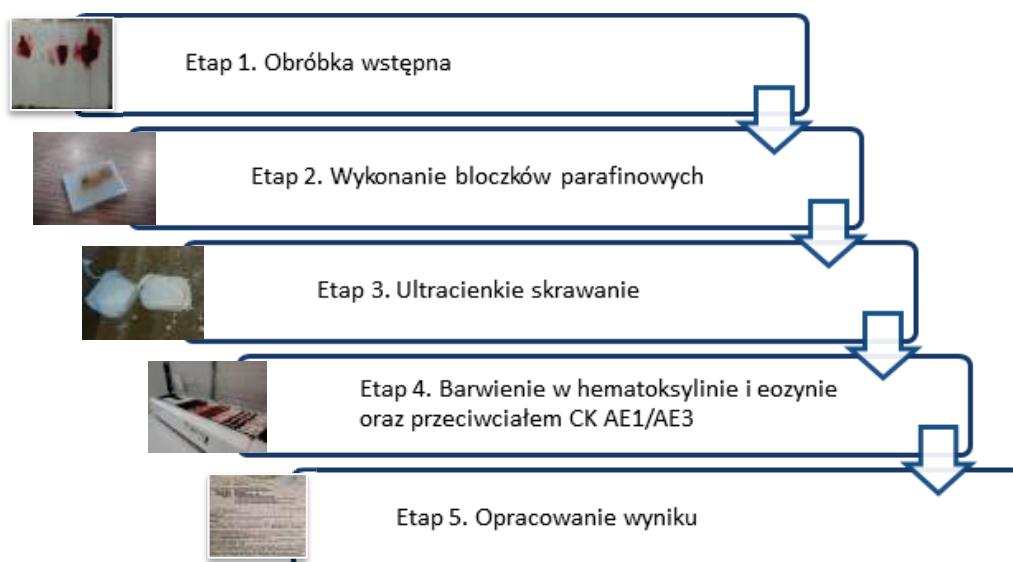 Etap 1. Obróbka wstępna
Etap 2. Wykonanie bloczków parafinowych
Etap 3. Ultracienkie skrawanie
Etap 4. Barwienie w hematoksylinie i eozynie
oraz przeciwciałem CK AE1/AE3
Etap 5. Opracowanie wyniku